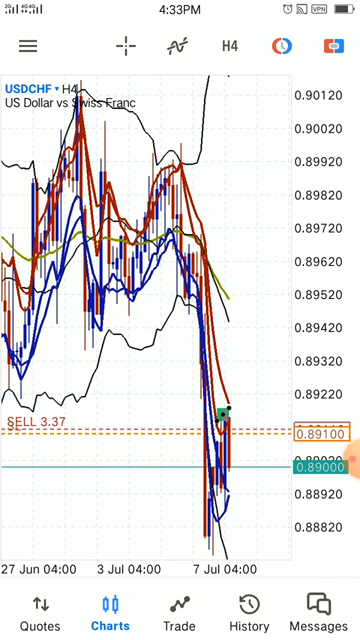 4:33PM
VPN
H4
USDCHF ▾ H4
US Dollar vs Swiss Franc
0.90120
0.90020
0.89920
0.89820
0.89720
0.89620
0.89520
0.89420
0.89320
0.89220
SELL 3.37
0.89100
0.89000
0.88920
0.88820
27 Jun 04:00
3 Jul 04:00
7 Jul 04:00
Quotes
Charts
Trade
History
Messages